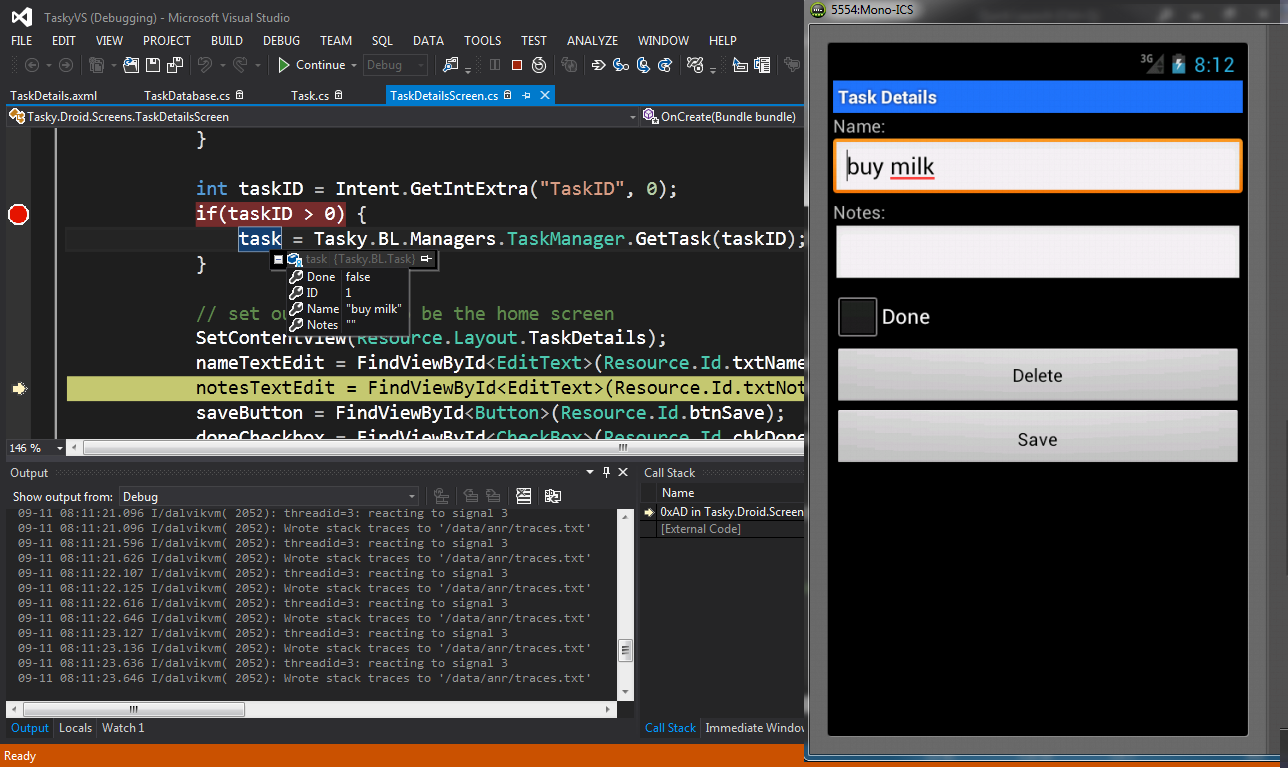 TaskyVS (Debugging) - Microsoft Visual Studio
FILE EDIT VIEW PROJECT BUILD DEBUG TEAM SQL DATA TOOLS TEST ANALYZE WINDOW HELP
Continue Debug
TaskDetails.axml TaskDatabase.cs Task.cs TaskDetailsScreen.cs
Tasky.Droid.Screens.TaskDetailsScreen OnCreate(Bundle bundle)
}
int taskID = Intent.GetIntExtra("TaskID", 0);
if(taskID > 0) {
task = Tasky.BL.Managers.TaskManager.GetTask(taskID);
}
task {Tasky.BL.Task}
Done false
ID 1
Name "buy milk"
Notes ""
// set ou be the home screen
SetContentView(Resource.Layout.TaskDetails);
nameTextEdit = FindViewById<EditText>(Resource.Id.txtName
notesTextEdit = FindViewById<EditText>(Resource.Id.txtNot
saveButton = FindViewById<Button>(Resource.Id.btnSave);
doneCheckbox = FindViewById<CheckBox>(Resource.Id.chkDone
146 %
Output
Show output from: Debug
09-11 08:11:21.096 I/dalvikvm( 2052): threadid=3: reacting to signal 3
09-11 08:11:21.096 I/dalvikvm( 2052): Wrote stack traces to '/data/anr/traces.txt'
09-11 08:11:21.596 I/dalvikvm( 2052): threadid=3: reacting to signal 3
09-11 08:11:21.626 I/dalvikvm( 2052): Wrote stack traces to '/data/anr/traces.txt'
09-11 08:11:22.107 I/dalvikvm( 2052): threadid=3: reacting to signal 3
09-11 08:11:22.125 I/dalvikvm( 2052): Wrote stack traces to '/data/anr/traces.txt'
09-11 08:11:22.616 I/dalvikvm( 2052): threadid=3: reacting to signal 3
09-11 08:11:22.646 I/dalvikvm( 2052): Wrote stack traces to '/data/anr/traces.txt'
09-11 08:11:23.127 I/dalvikvm( 2052): threadid=3: reacting to signal 3
09-11 08:11:23.136 I/dalvikvm( 2052): Wrote stack traces to '/data/anr/traces.txt'
09-11 08:11:23.636 I/dalvikvm( 2052): threadid=3: reacting to signal 3
09-11 08:11:23.646 I/dalvikvm( 2052): Wrote stack traces to '/data/anr/traces.txt'
Output Locals Watch 1
Call Stack
Name
0xAD in Tasky.Droid.Screen
[External Code]
Call Stack Immediate Window
Ready
5554:Mono-ICS
3G 8:12
Task Details
Name:
buy milk
Notes:
Done
Delete
Save